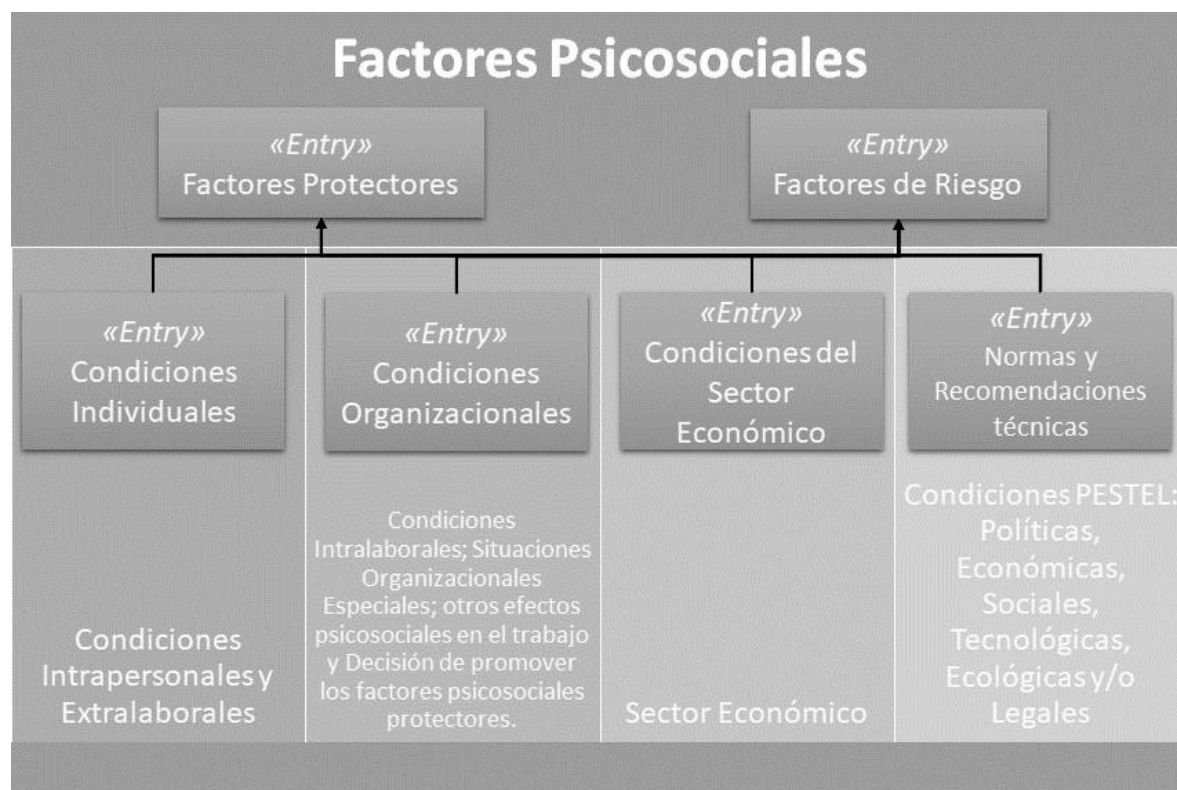 Factores Psicosociales
«Entry»
Factores Protectores
«Entry»
Factores de Riesgo
«Entry»
Condiciones
Individuales
«Entry»
Condiciones
Organizacionales
«Entry»
Condiciones del
Sector
Económico
«Entry»
Normas y
Recomendaciones
técnicas
Condiciones
Intrapersonales y
Extralaborales
Condiciones
Intralaborales; Situaciones
Organizacionales
Especiales; otros efectos
psicosociales en el trabajo
y Decisión de promover
los factores psicosociales
protectores.
Sector Económico
Condiciones PESTEL:
Políticas,
Económicas,
Sociales,
Tecnológicas,
Ecológicas y/o
Legales